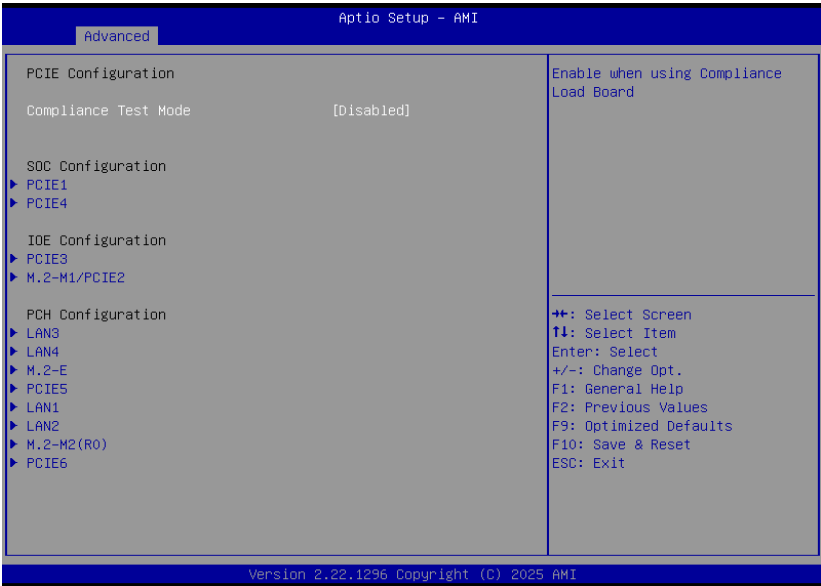 Aptio Setup – AMI
Advanced
PCIE Configuration
Compliance Test Mode [Disabled]
SOC Configuration
PCIE1
PCIE4
IOE Configuration
PCIE3
M.2-M1/PCIE2
PCH Configuration
LAN3
LAN4
M.2-E
PCIE5
LAN1
LAN2
M.2-M2(R0)
PCIE6
Enable when using Compliance
Load Board
→←: Select Screen
↑↓: Select Item
Enter: Select
+/-: Change Opt.
F1: General Help
F2: Previous Values
F9: Optimized Defaults
F10: Save & Reset
ESC: Exit
Version 2.22.1296 Copyright (C) 2025 AMI